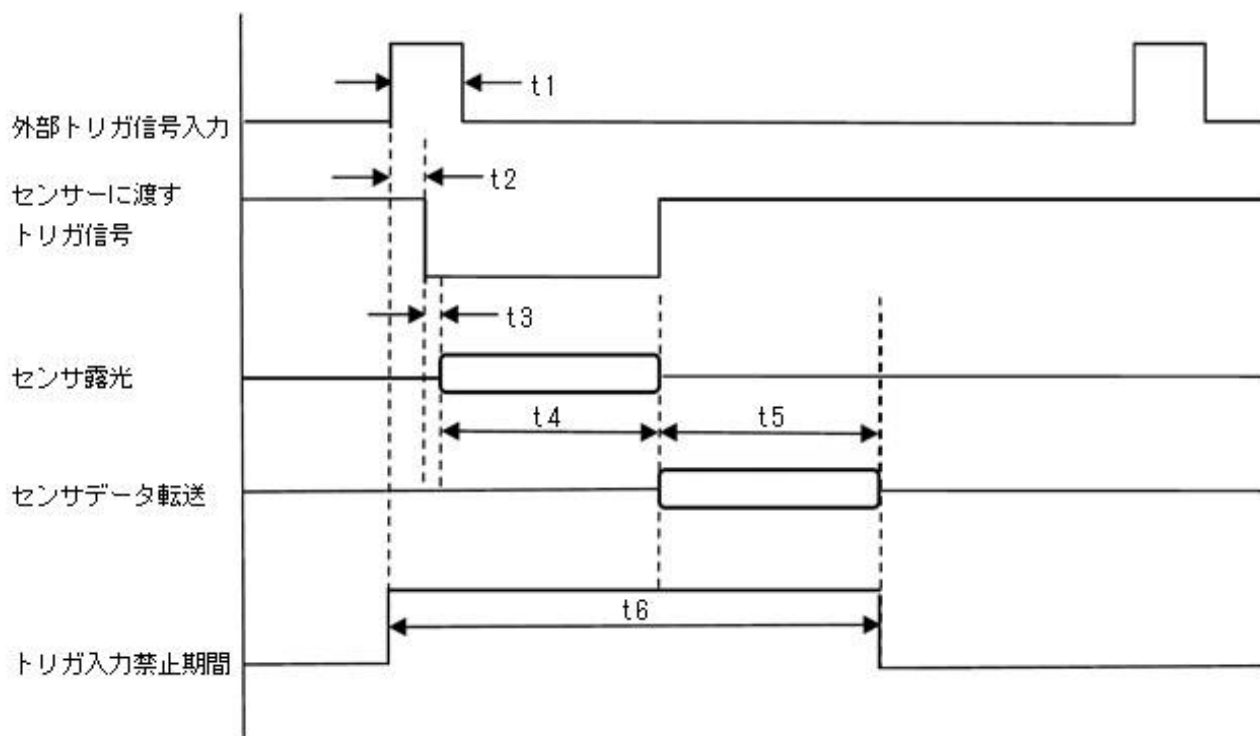 t1
外部トリガ信号入力
t2
センサーに渡す
トリガ信号
t3
センサ露光
t4
t5
センサデータ転送
t6
トリガ入力禁止期間